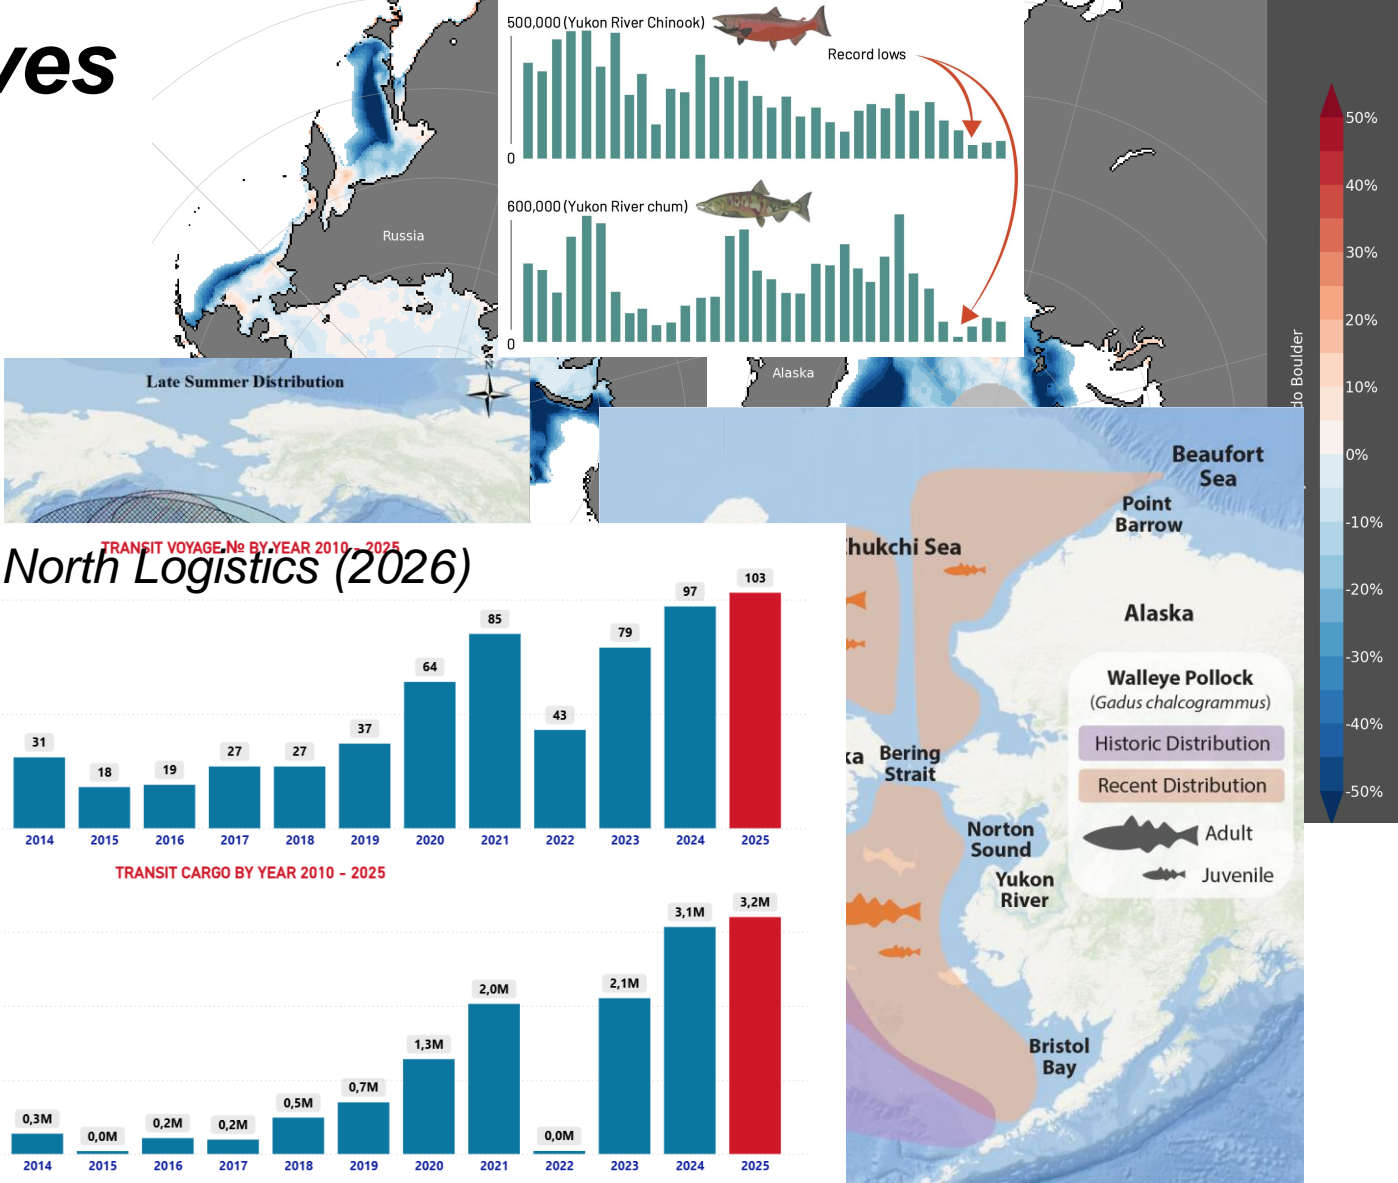 ves
500,000 (Yukon River Chinook)
Record lows
0
600,000 (Yukon River chum)
0
Russia
Alaska
50%
40%
30%
20%
10%
0%
-10%
-20%
-30%
-40%
-50%
do Boulder
Late Summer Distribution
N
TRANSIT VOYAGE № BY YEAR 2010 - 2025
North Logistics (2026)
31
18
19
27
27
37
64
85
43
79
97
103
2014
2015
2016
2017
2018
2019
2020
2021
2022
2023
2024
2025
TRANSIT CARGO BY YEAR 2010 - 2025
0,3M
0,0M
0,2M
0,2M
0,5M
0,7M
1,3M
2,0M
0,0M
2,1M
3,1M
3,2M
2014
2015
2016
2017
2018
2019
2020
2021
2022
2023
2024
2025
Beaufort
Sea
Point
Barrow
Chukchi Sea
Alaska
Walleye Pollock
(Gadus chalcogrammus)
Historic Distribution
Recent Distribution
Adult
Juvenile
ka
Bering
Strait
Norton
Sound
Yukon
River
Bristol
Bay